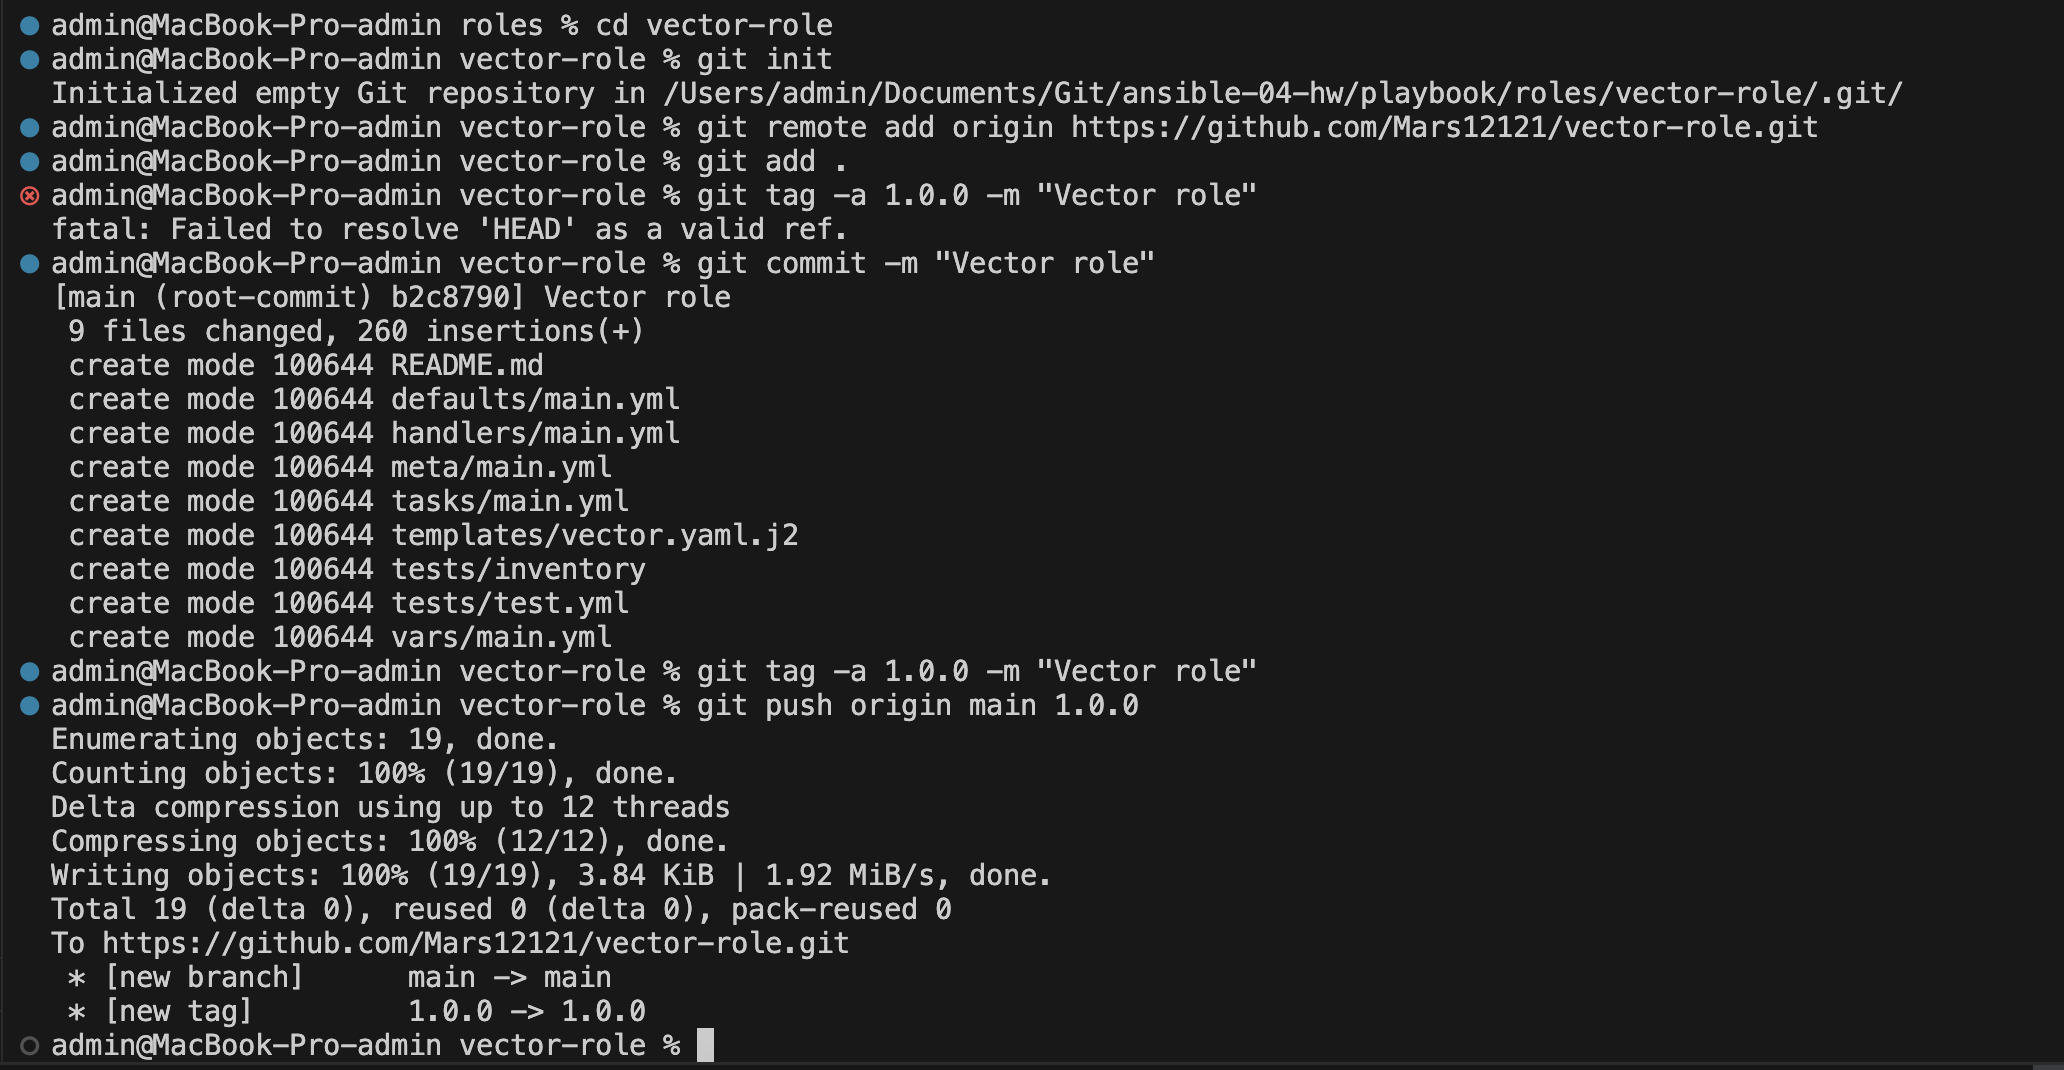 admin@MacBook-Pro-admin roles % cd vector-role
admin@MacBook-Pro-admin vector-role % git init
Initialized empty Git repository in /Users/admin/Documents/Git/ansible-04-hw/playbook/roles/vector-role/.git/
admin@MacBook-Pro-admin vector-role % git remote add origin https://github.com/Mars12121/vector-role.git
admin@MacBook-Pro-admin vector-role % git add .
admin@MacBook-Pro-admin vector-role % git tag -a 1.0.0 -m "Vector role"
fatal: Failed to resolve 'HEAD' as a valid ref.
admin@MacBook-Pro-admin vector-role % git commit -m "Vector role"
[main (root-commit) b2c8790] Vector role
 9 files changed, 260 insertions(+)
 create mode 100644 README.md
 create mode 100644 defaults/main.yml
 create mode 100644 handlers/main.yml
 create mode 100644 meta/main.yml
 create mode 100644 tasks/main.yml
 create mode 100644 templates/vector.yaml.j2
 create mode 100644 tests/inventory
 create mode 100644 tests/test.yml
 create mode 100644 vars/main.yml
admin@MacBook-Pro-admin vector-role % git tag -a 1.0.0 -m "Vector role"
admin@MacBook-Pro-admin vector-role % git push origin main 1.0.0
Enumerating objects: 19, done.
Counting objects: 100% (19/19), done.
Delta compression using up to 12 threads
Compressing objects: 100% (12/12), done.
Writing objects: 100% (19/19), 3.84 KiB | 1.92 MiB/s, done.
Total 19 (delta 0), reused 0 (delta 0), pack-reused 0
To https://github.com/Mars12121/vector-role.git
 * [new branch]      main -> main
 * [new tag]         1.0.0 -> 1.0.0
admin@MacBook-Pro-admin vector-role %